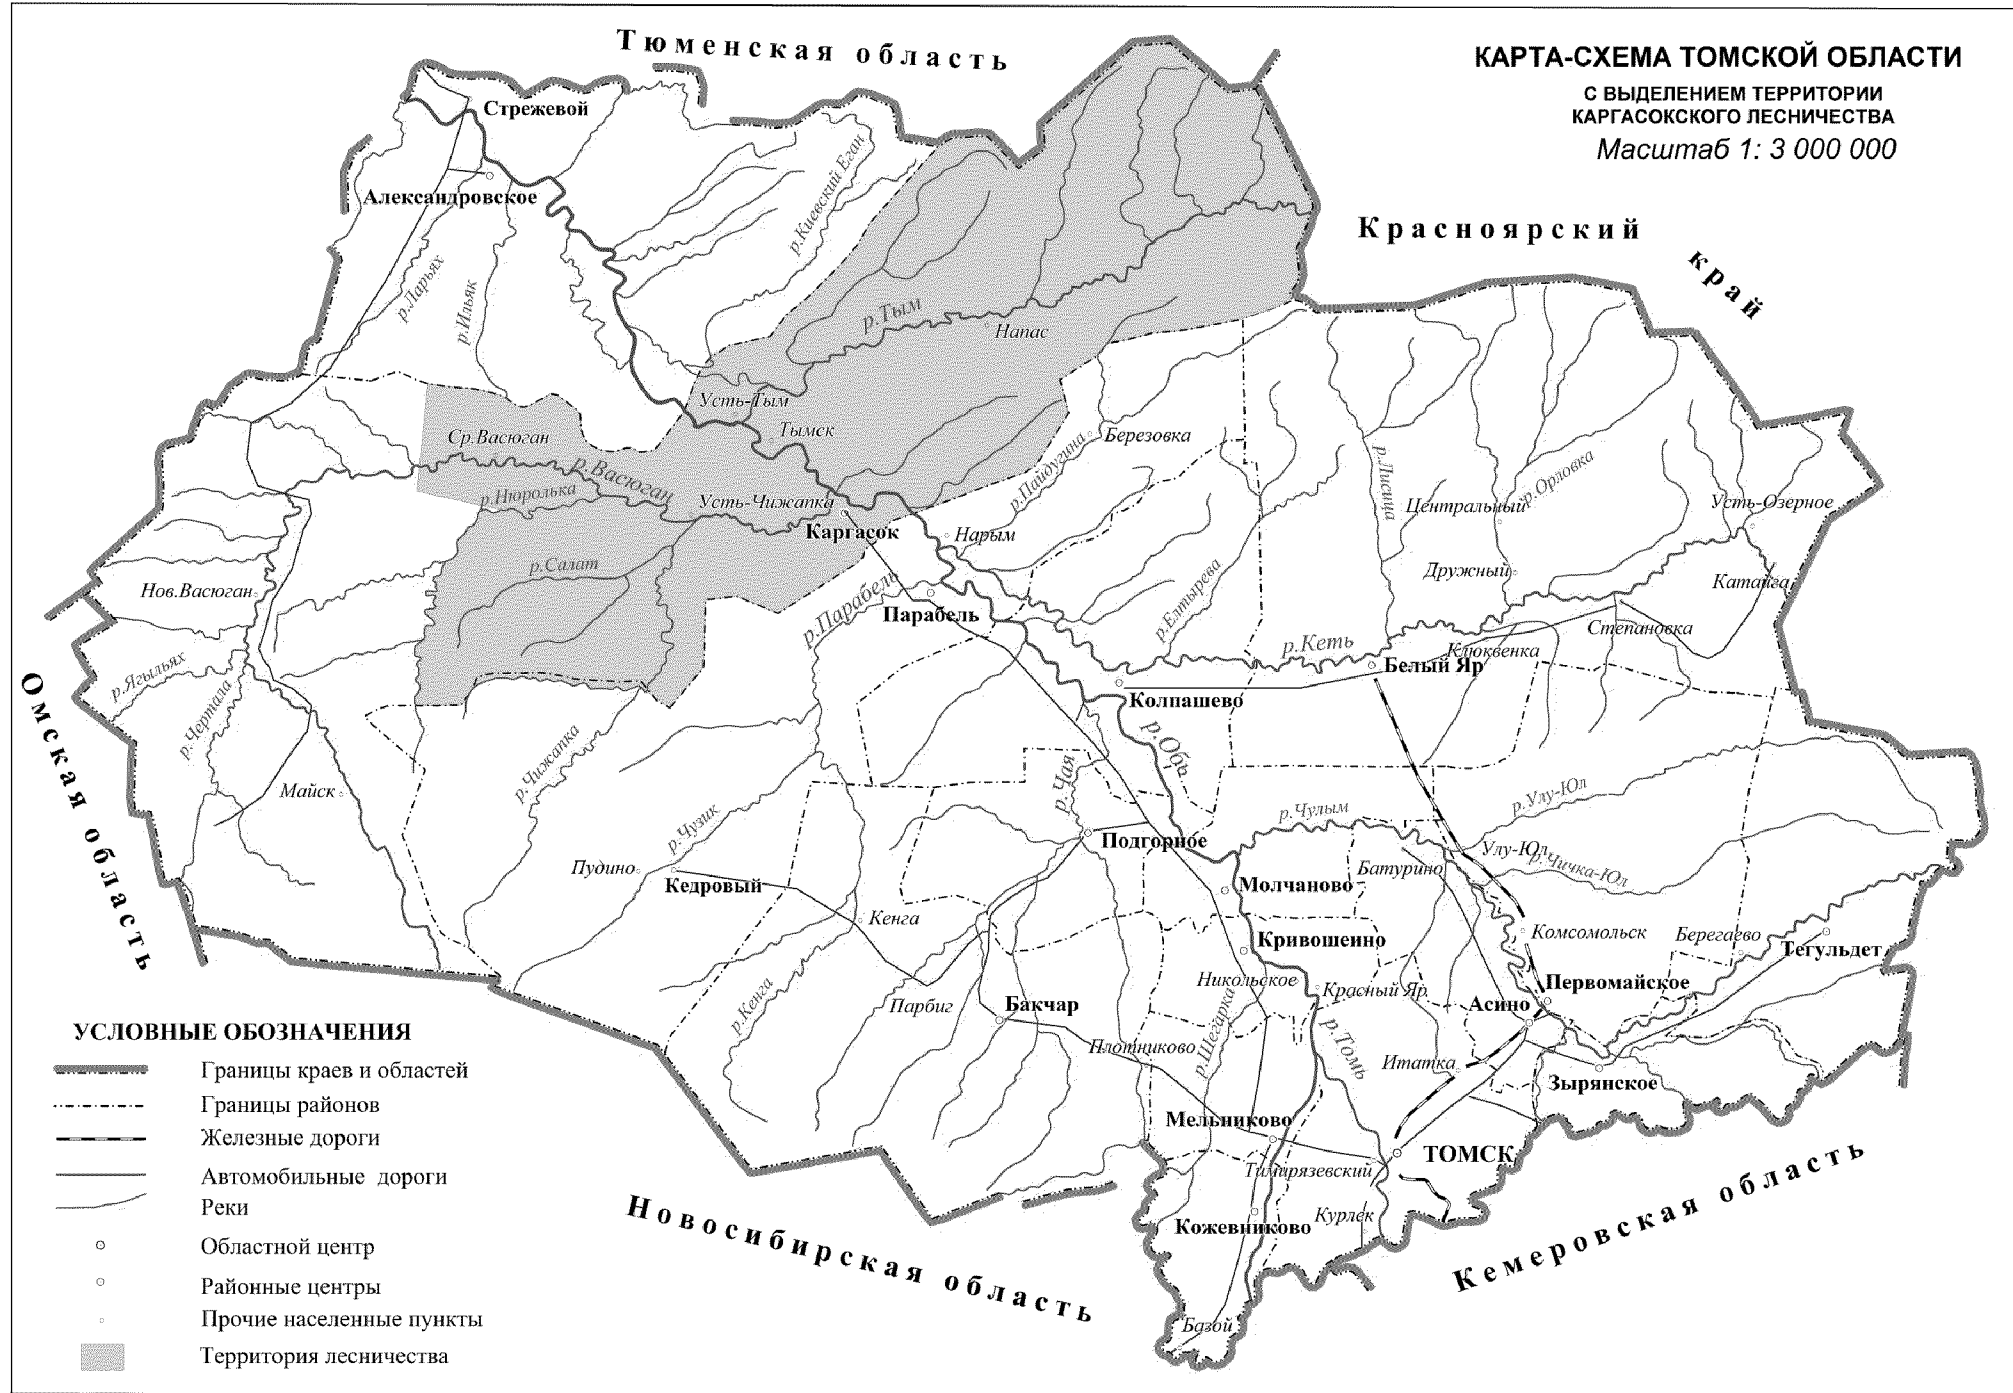 Тюменская область
КАРТА-СХЕМА ТОМСКОЙ ОБЛАСТИ
С ВЫДЕЛЕНИЕМ ТЕРРИТОРИИ
КАРГАСОКСКОГО ЛЕСНИЧЕСТВА
Масштаб 1: 3 000 000
Стрежевой
Александровское
р.Киевский Еган
Красноярский
край
р.Ларьях
р.Ильяк
р.Тым
Напас
Усть-Тым
Тымск
Ср.Васюган
р.Васюган
р.Нюролька
Усть-Чижапка
Каргасок
Березовка
р.Пайдугина
Нарым
р.Лисица
Центральный
р.Орловка
Усть-Озерное
р.Салат
Нов.Васюган
Дружный
Катайга
р.Парабель
Парабель
р.Елтырева
Степановка
р.Кеть
Клюквенка
Белый Яр
р.Ягыльях
р.Чертала
Колпашево
Омская область
р.Чижапка
р.Обь
Майск
р.Чая
р.Чузик
р.Чулым
р.Улу-Юл
Подгорное
Улу-Юл
р.Чичка-Юл
Пудино
Кедровый
Батурино
Молчаново
Кенга
Кривошеино
Комсомольск
Берегаево
Тегульдет
Никольское
Красный Яр
Первомайское
р.Кенга
Парбиг
Бакчар
Асино
р.Шегарка
р.Томь
Плотниково
Итатка
Зырянское
Мельниково
ТОМСК
Тимирязевский
Кожевниково
Курлек
Базой
Новосибирская область
Кемеровская область
УСЛОВНЫЕ ОБОЗНАЧЕНИЯ
Границы краев и областей
Границы районов
Железные дороги
Автомобильные дороги
Реки
Областной центр
Районные центры
Прочие населенные пункты
Территория лесничества